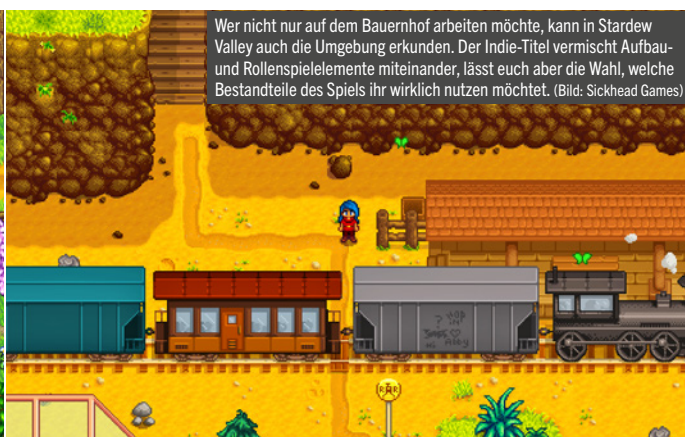 Wer nicht nur auf dem Bauernhof arbeiten möchte, kann in Stardew
Valley auch die Umgebung erkunden. Der Indie-Titel vermischt Aufbau-
und Rollenspielelemente miteinander, lässt euch aber die Wahl, welche
Bestandteile des Spiels ihr wirklich nutzen möchtet. (Bild: Sickhead Games)
R R